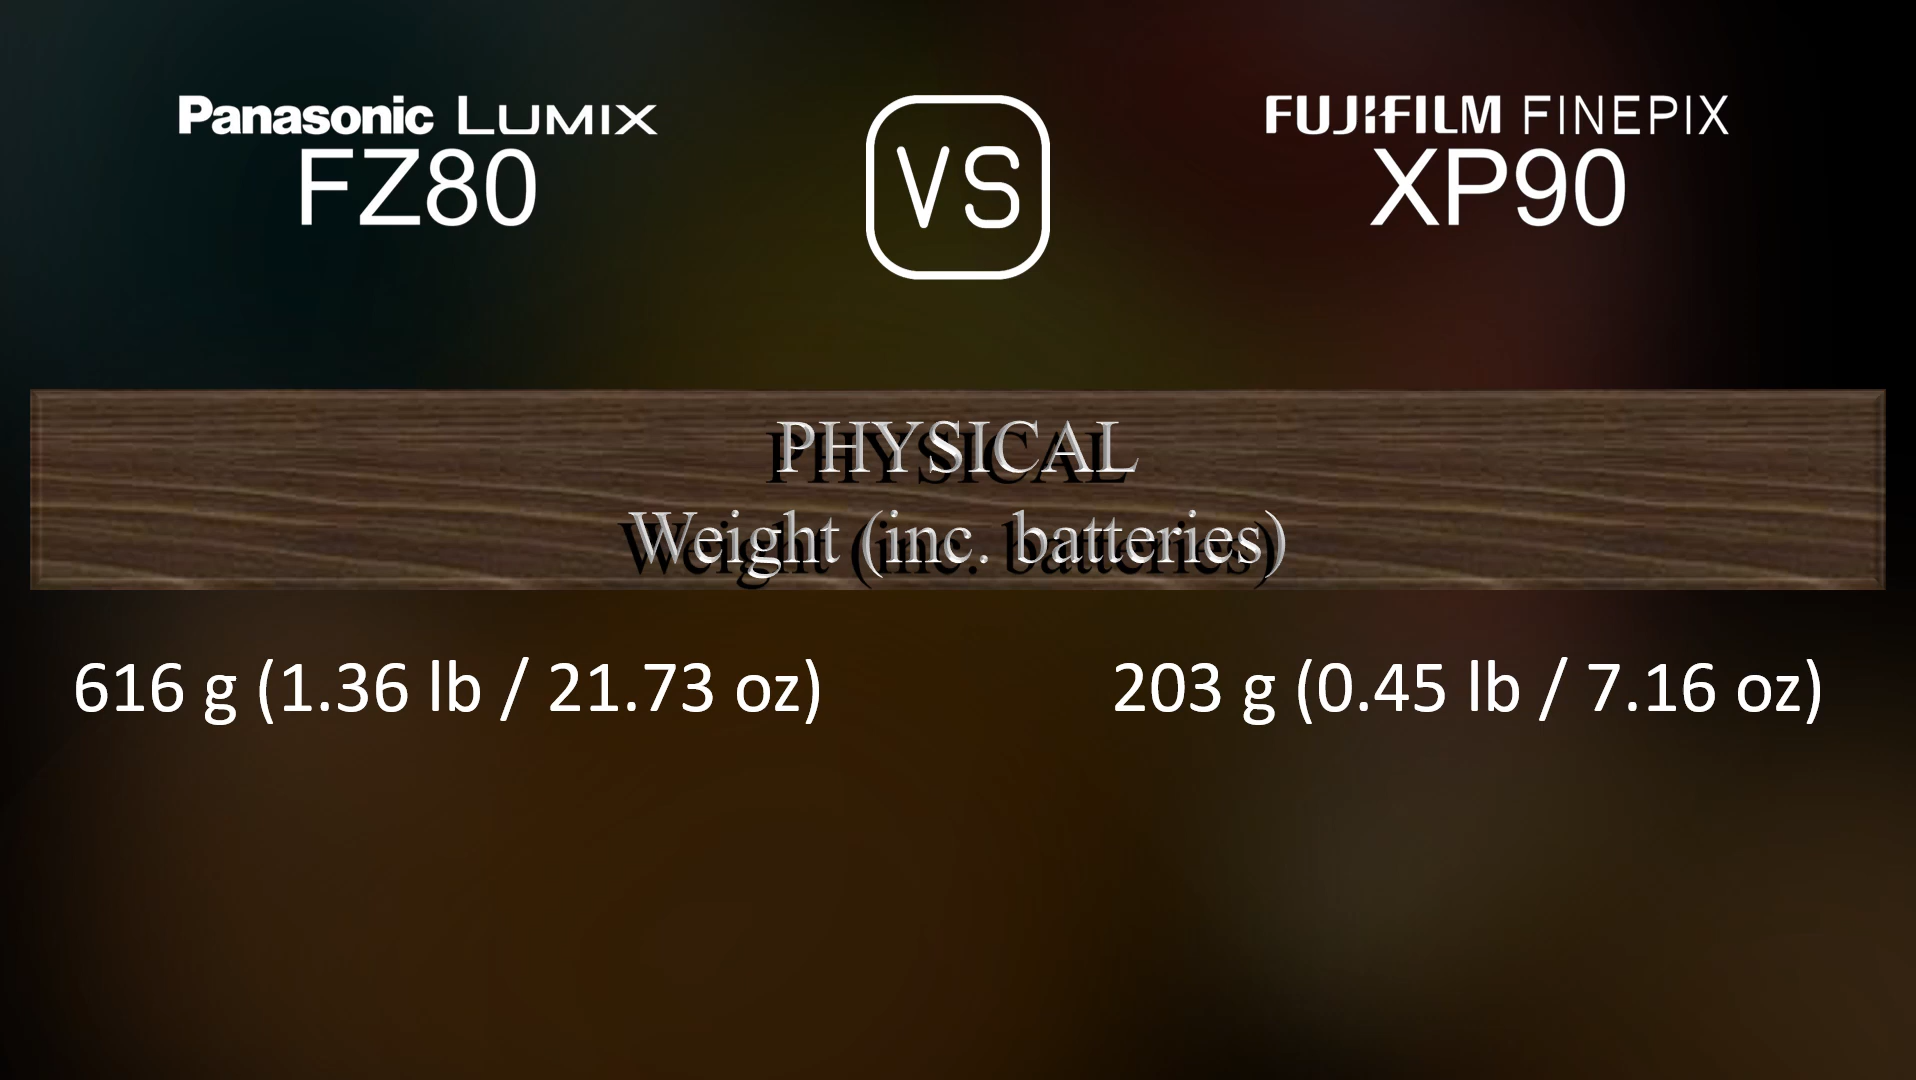 Panasonic LUMIX
FZ80
VS
FUJIFILM FINEPIX
XP90
PHYSICAL
Weight (inc. batteries)
616 g (1.36 lb / 21.73 oz)
203 g (0.45 lb / 7.16 oz)